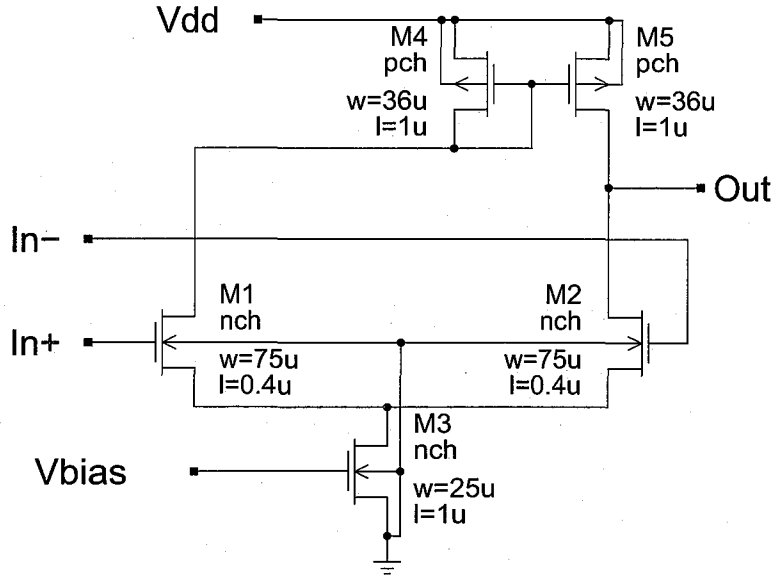 Vdd
M4
pch
w=36u
l=1u
M5
pch
w=36u
l=1u
Out
In−
M1
nch
w=75u
l=0.4u
M2
nch
w=75u
l=0.4u
In+
M3
nch
w=25u
l=1u
Vbias